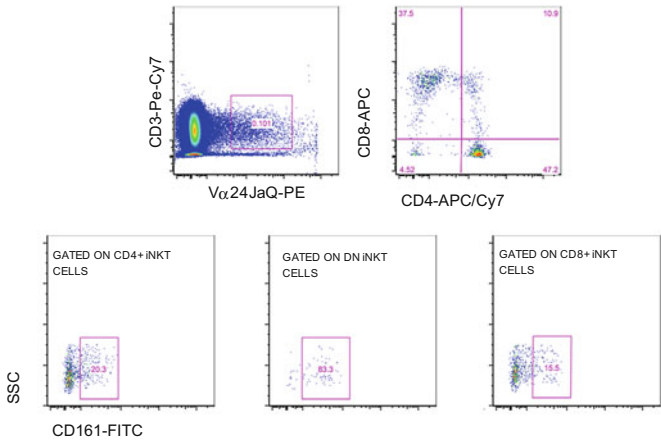 CD3-Pe-Cy7
0.101
Vα24JaQ-PE
CD8-APC
37.5
10.9
4.52
47.2
CD4-APC/Cy7
SSC
GATED ON CD4+ iNKT
CELLS
20.3
CD161-FITC
GATED ON DN iNKT
CELLS
83.3
GATED ON CD8+ iNKT
CELLS
15.5